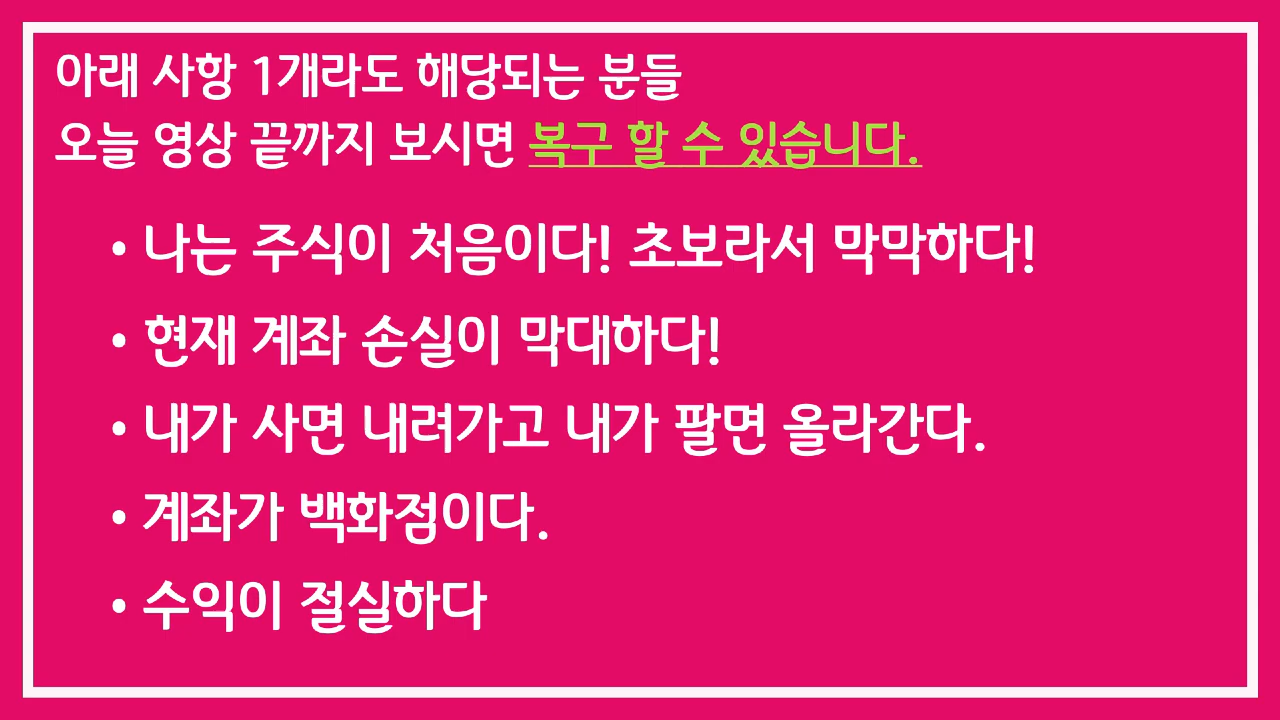 아래 사항 1개라도 해당되는 분들
오늘 영상 끝까지 보시면 복구 할 수 있습니다.
• 나는 주식이 처음이다! 초보라서 막막하다!
• 현재 계좌 손실이 막대하다!
• 내가 사면 내려가고 내가 팔면 올라간다.
• 계좌가 백화점이다.
• 수익이 절실하다